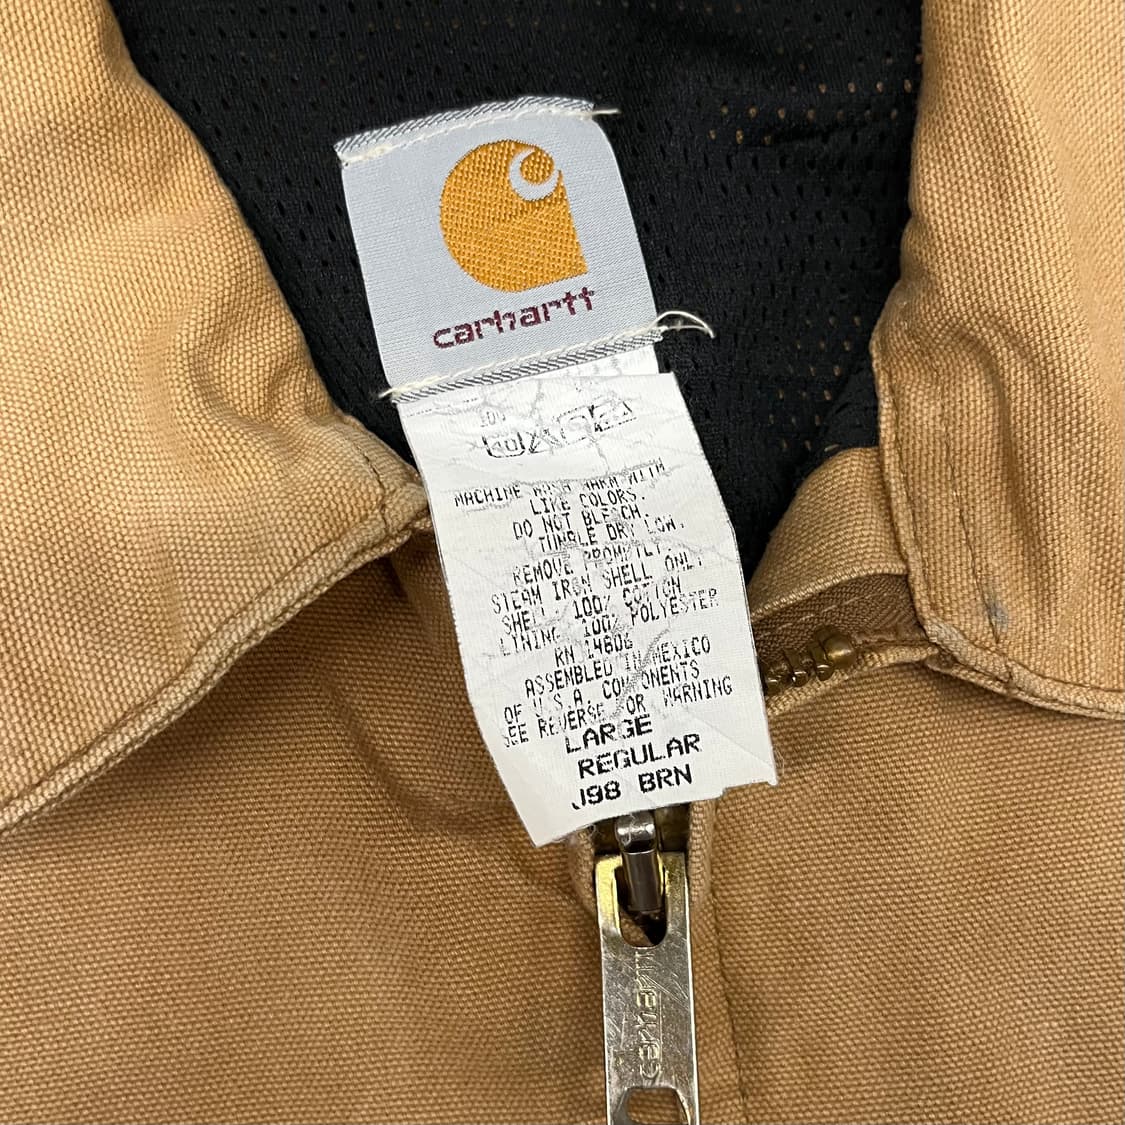 carhartt
MACHINE WASH WARM WITH
LIKE COLORS.
DO NOT BLEACH.
TUMBLE DRY LOW.
REMOVE PROMPTLY.
STEAM IRON SHELL ONLY
SHELL 100% COTTON
LINING 100% POLYESTER
RN 14806
ASSEMBLED IN MEXICO
OF U.S.A. COMPONENTS
SEE REVERSE FOR WARNING
LARGE
REGULAR
J98 BRN
carhartt